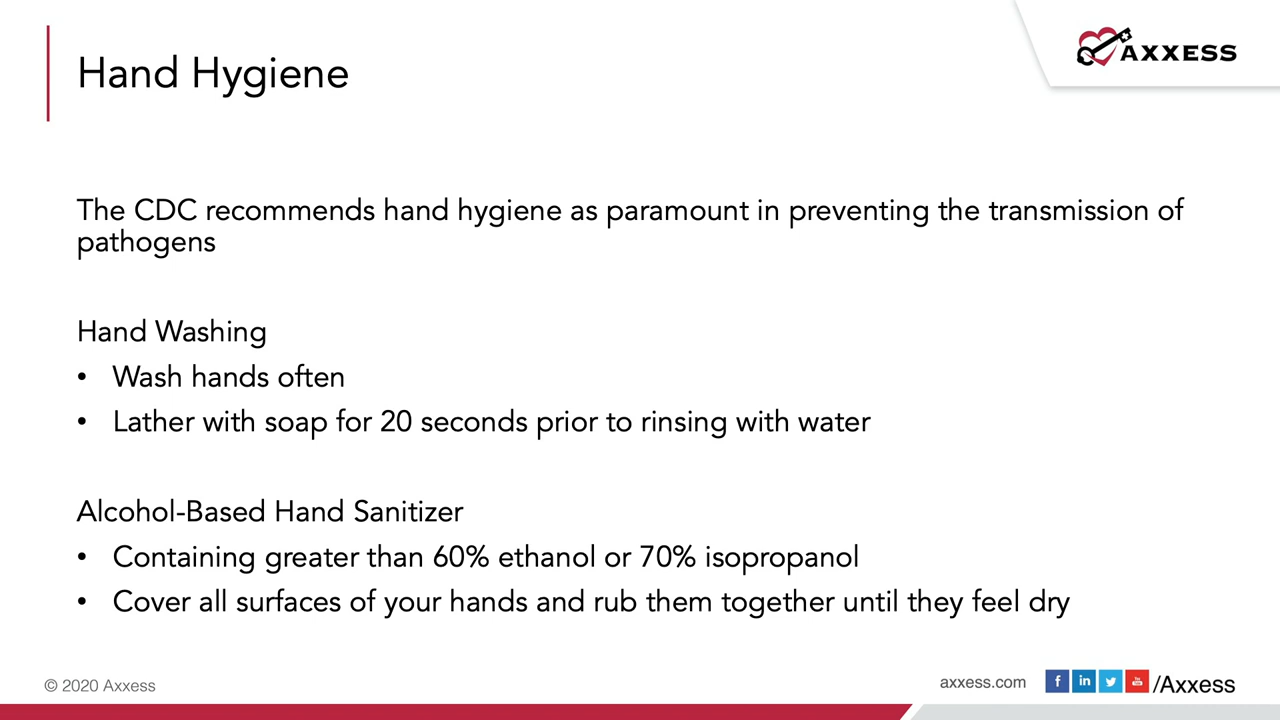 Hand Hygiene
AXXESS
The CDC recommends hand hygiene as paramount in preventing the transmission of
pathogens
Hand Washing
• Wash hands often
• Lather with soap for 20 seconds prior to rinsing with water
Alcohol-Based Hand Sanitizer
• Containing greater than 60% ethanol or 70% isopropanol
• Cover all surfaces of your hands and rub them together until they feel dry
© 2020 Axxess
axxess.com f in You Tube /Axxess